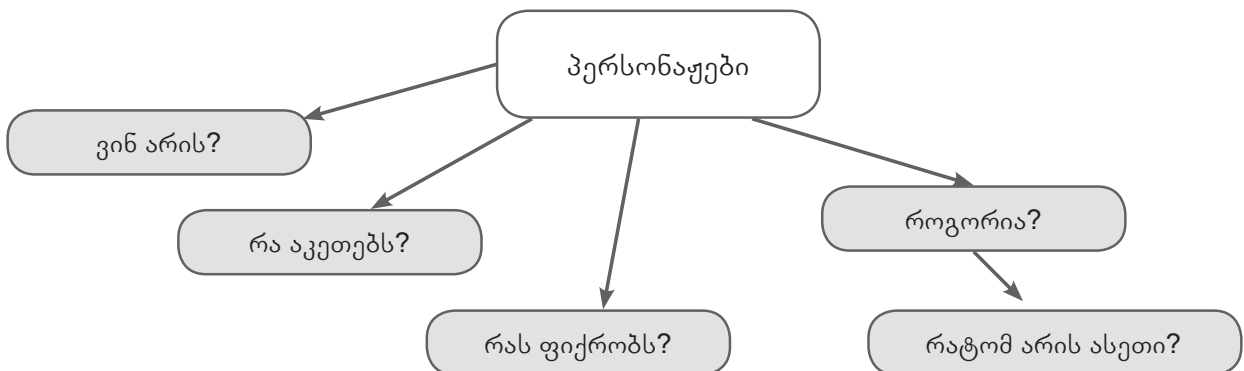 პერსონაჟები
ვინ არის?
რა აკეთებს?
როგორია?
რას ფიქრობს?
რატომ არის ასეთი?